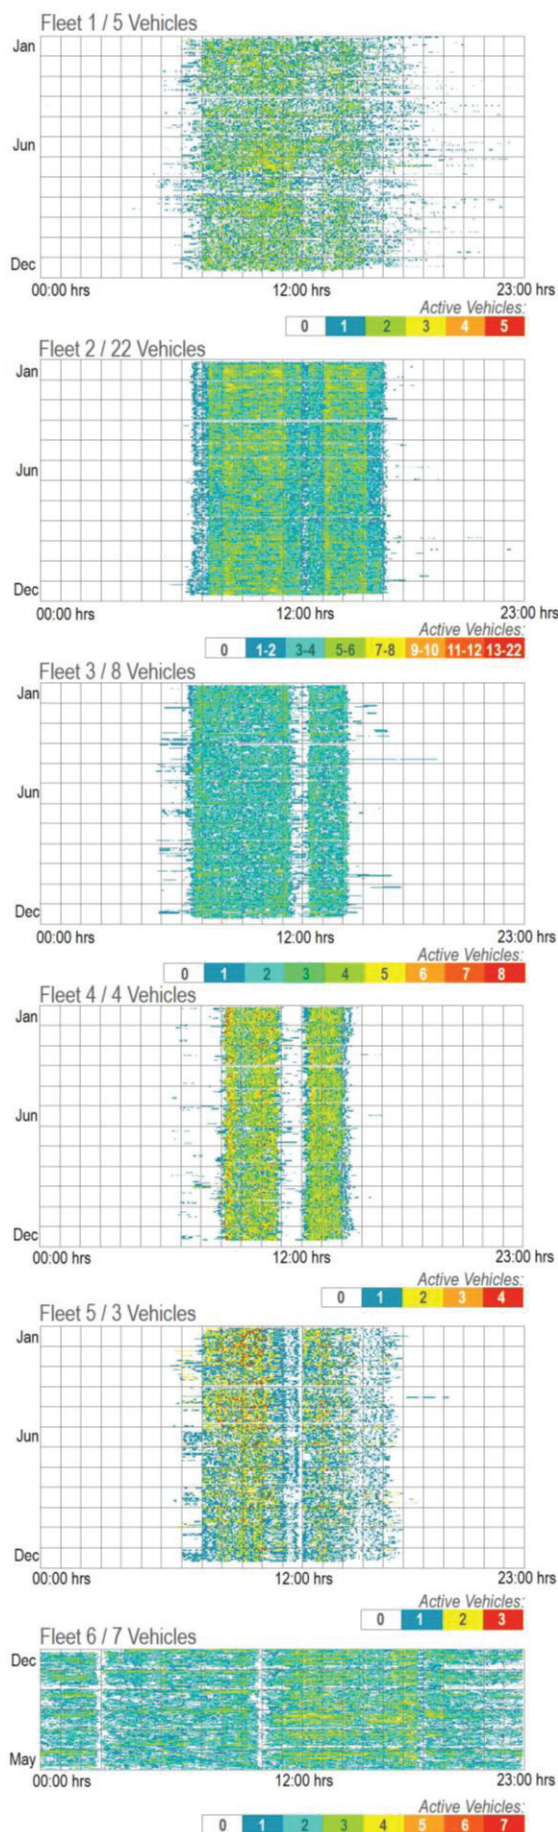 Fleet 1 / 5 Vehicles
Jan
Jun
Dec
00:00 hrs 12:00 hrs 23:00 hrs
Active Vehicles:
0 1 2 3 4 5
Fleet 2 / 22 Vehicles
Jan
Jun
Dec
00:00 hrs 12:00 hrs 23:00 hrs
Active Vehicles:
0 1-2 3-4 5-6 7-8 9-10 11-12 13-22
Fleet 3 / 8 Vehicles
Jan
Jun
Dec
00:00 hrs 12:00 hrs 23:00 hrs
Active Vehicles:
0 1 2 3 4 5 6 7 8
Fleet 4 / 4 Vehicles
Jan
Jun
Dec
00:00 hrs 12:00 hrs 23:00 hrs
Active Vehicles:
0 1 2 3 4
Fleet 5 / 3 Vehicles
Jan
Jun
Dec
00:00 hrs 12:00 hrs 23:00 hrs
Active Vehicles:
0 1 2 3
Fleet 6 / 7 Vehicles
Dec
May
00:00 hrs 12:00 hrs 23:00 hrs
Active Vehicles:
0 1 2 3 4 5 6 7